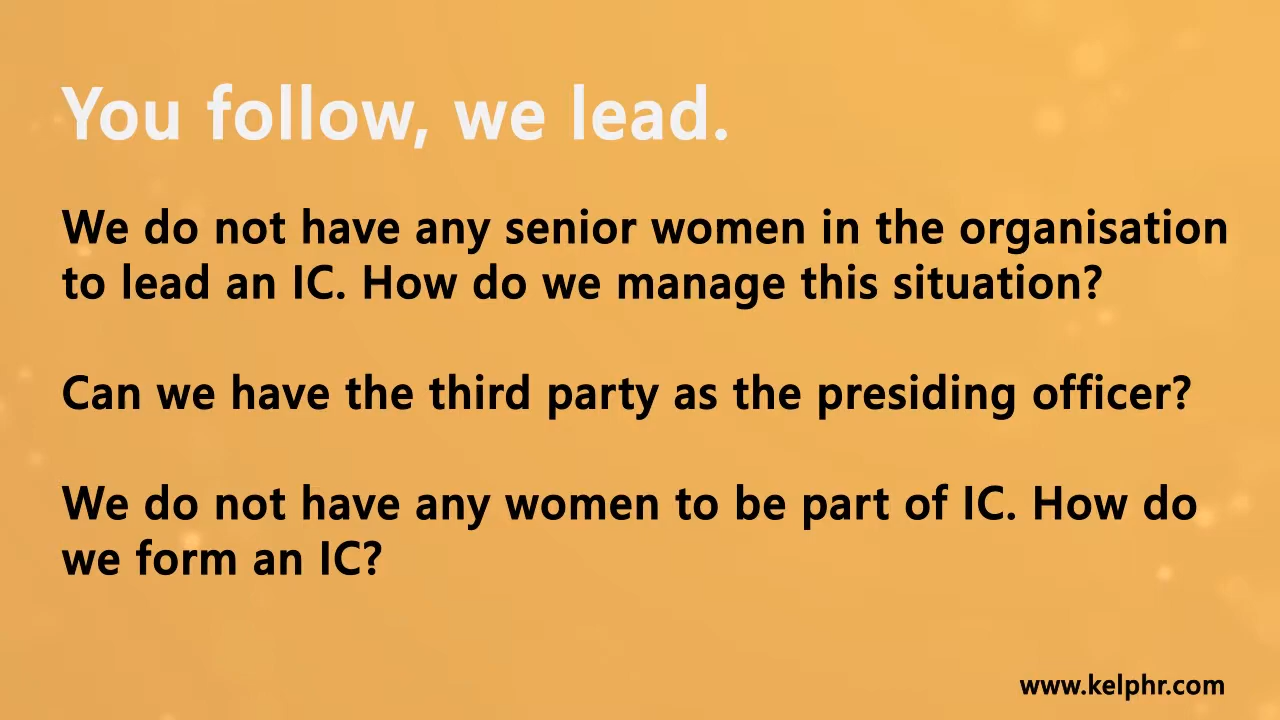 You follow, we lead.
We do not have any senior women in the organisation
to lead an IC. How do we manage this situation?
Can we have the third party as the presiding officer?
We do not have any women to be part of IC. How do
we form an IC?
www.kelphr.com